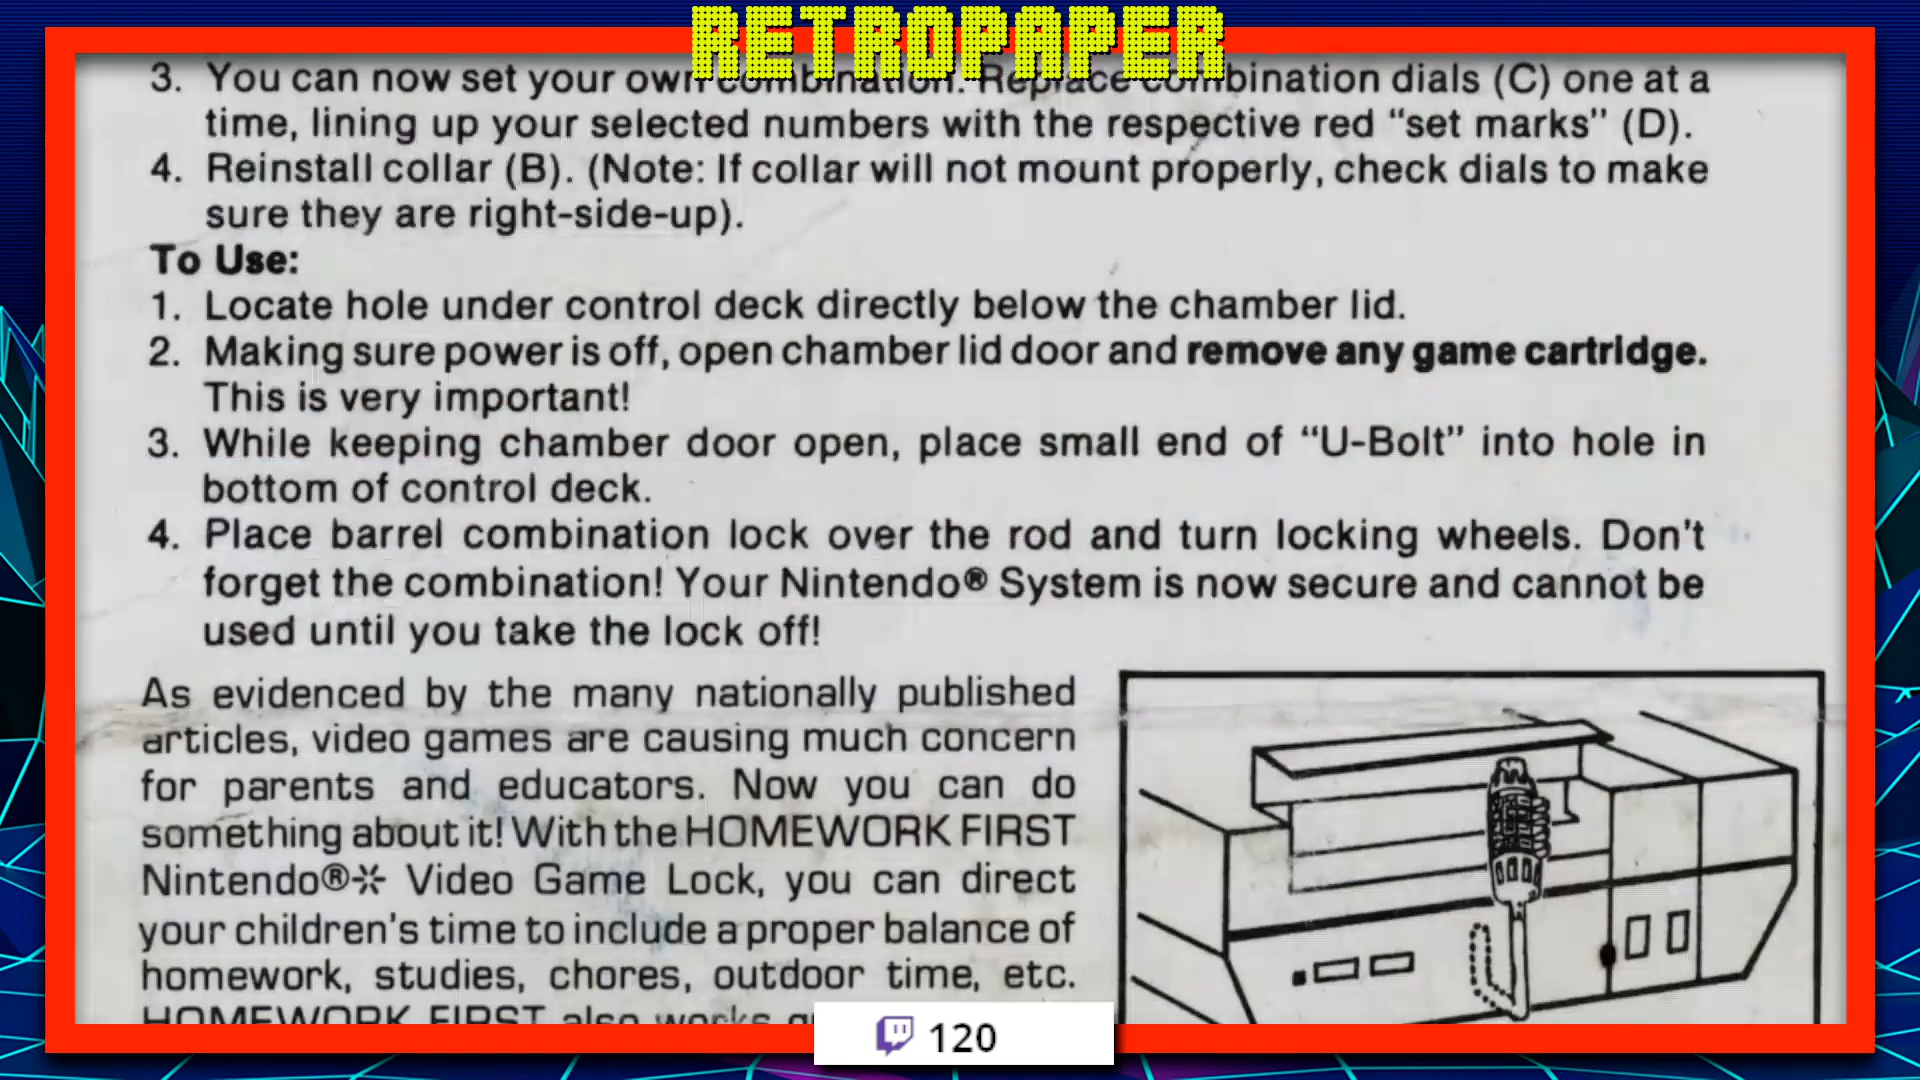 RETROPAPER
3. You can now set your own combination. Replace combination dials (C) one at a
time, lining up your selected numbers with the respective red “set marks” (D).
4. Reinstall collar (B). (Note: If collar will not mount properly, check dials to make
sure they are right-side-up).
To Use:
1. Locate hole under control deck directly below the chamber lid.
2. Making sure power is off, open chamber lid door and remove any game cartridge.
This is very important!
3. While keeping chamber door open, place small end of “U-Bolt” into hole in
bottom of control deck.
4. Place barrel combination lock over the rod and turn locking wheels. Don't
forget the combination! Your Nintendo® System is now secure and cannot be
used until you take the lock off!
As evidenced by the many nationally published
articles, video games are causing much concern
for parents and educators. Now you can do
something about it! With the HOMEWORK FIRST
Nintendo®* Video Game Lock, you can direct
your children's time to include a proper balance of
homework, studies, chores, outdoor time, etc.
HOMEWORK FIRST also works
120